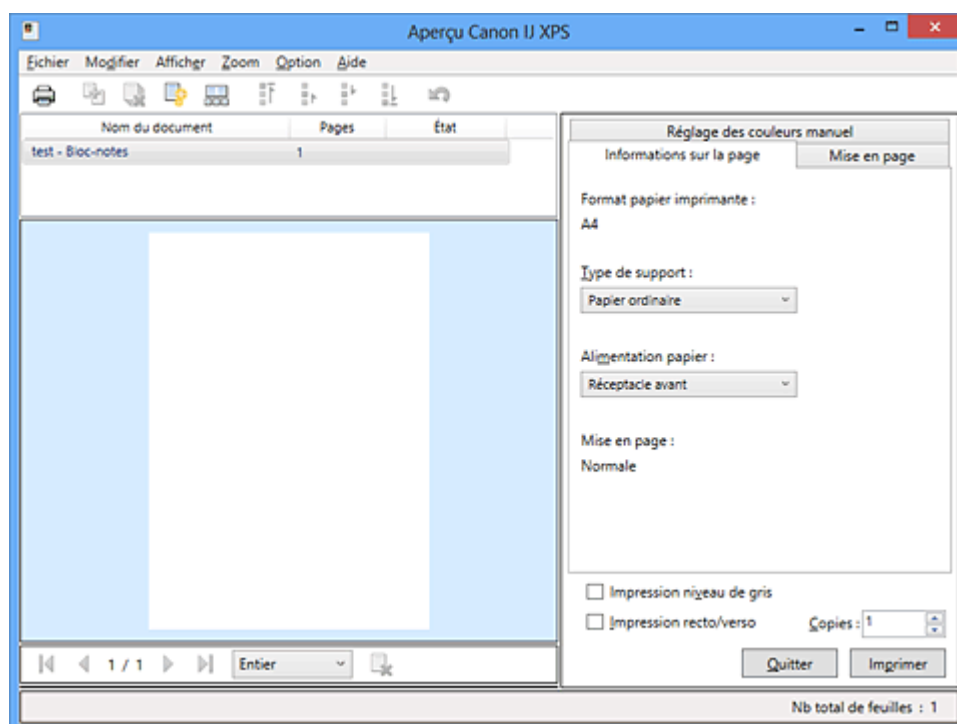 Aperçu Canon IJ XPS
Fichier Modifier Afficher Zoom Option Aide
Nom du document Pages État
test - Bloc-notes 1
Réglage des couleurs manuel
Informations sur la page Mise en page
Format papier imprimante :
A4
Type de support :
Papier ordinaire
Alimentation papier :
Réceptacle avant
Mise en page :
Normale
Impression niveau de gris
Impression recto/verso Copies : 1
1 / 1 Entier
Quitter Imprimer
Nb total de feuilles : 1